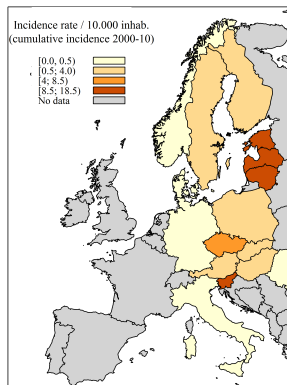 Incidence rate / 10.000 inhab.
(cumulative incidence 2000-10)
[0.0, 0.5)
[0.5; 4.0)
[4; 8.5)
[8.5; 18.5)
No data